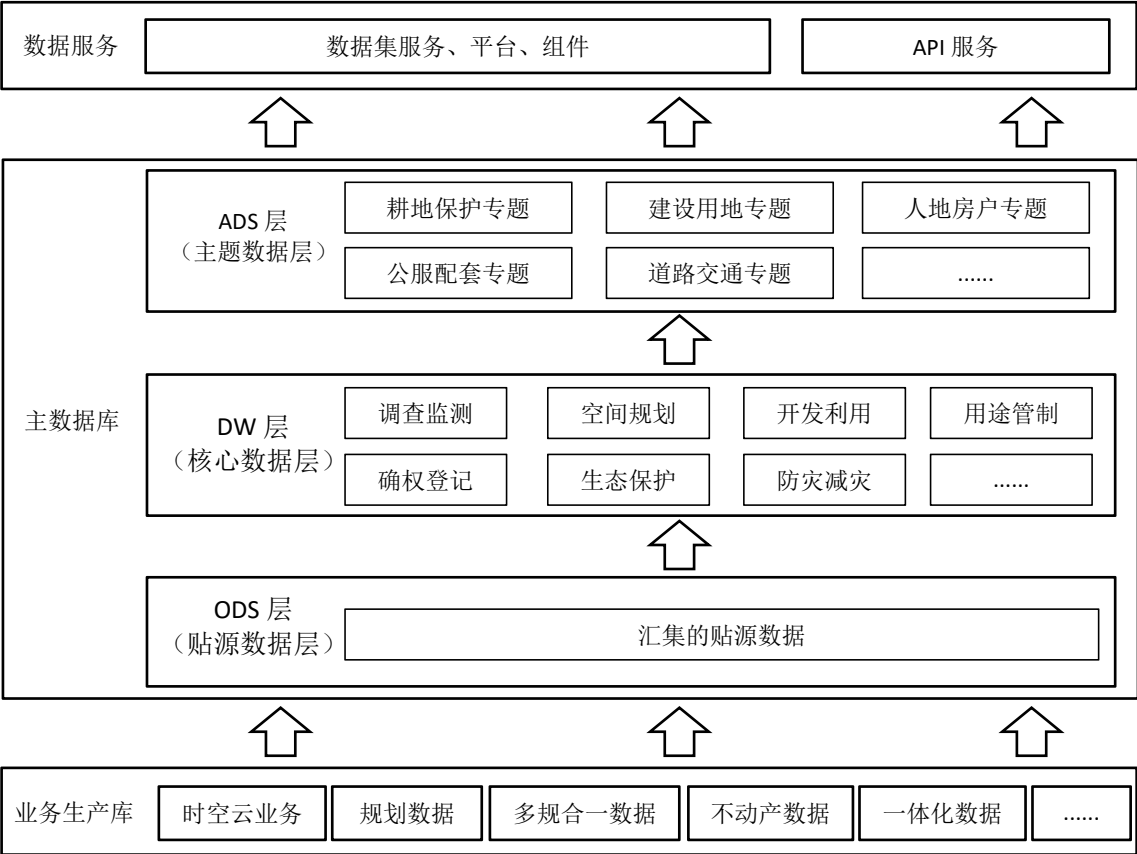 数据服务
数据集服务、平台、组件
API 服务
主数据库
ADS 层
（主题数据层）
耕地保护专题
建设用地专题
人地房户专题
公服配套专题
道路交通专题
......
DW 层
（核心数据层）
调查监测
空间规划
开发利用
用途管制
确权登记
生态保护
防灾减灾
......
ODS 层
（贴源数据层）
汇集的贴源数据
业务生产库
时空云业务
规划数据
多规合一数据
不动产数据
一体化数据
......